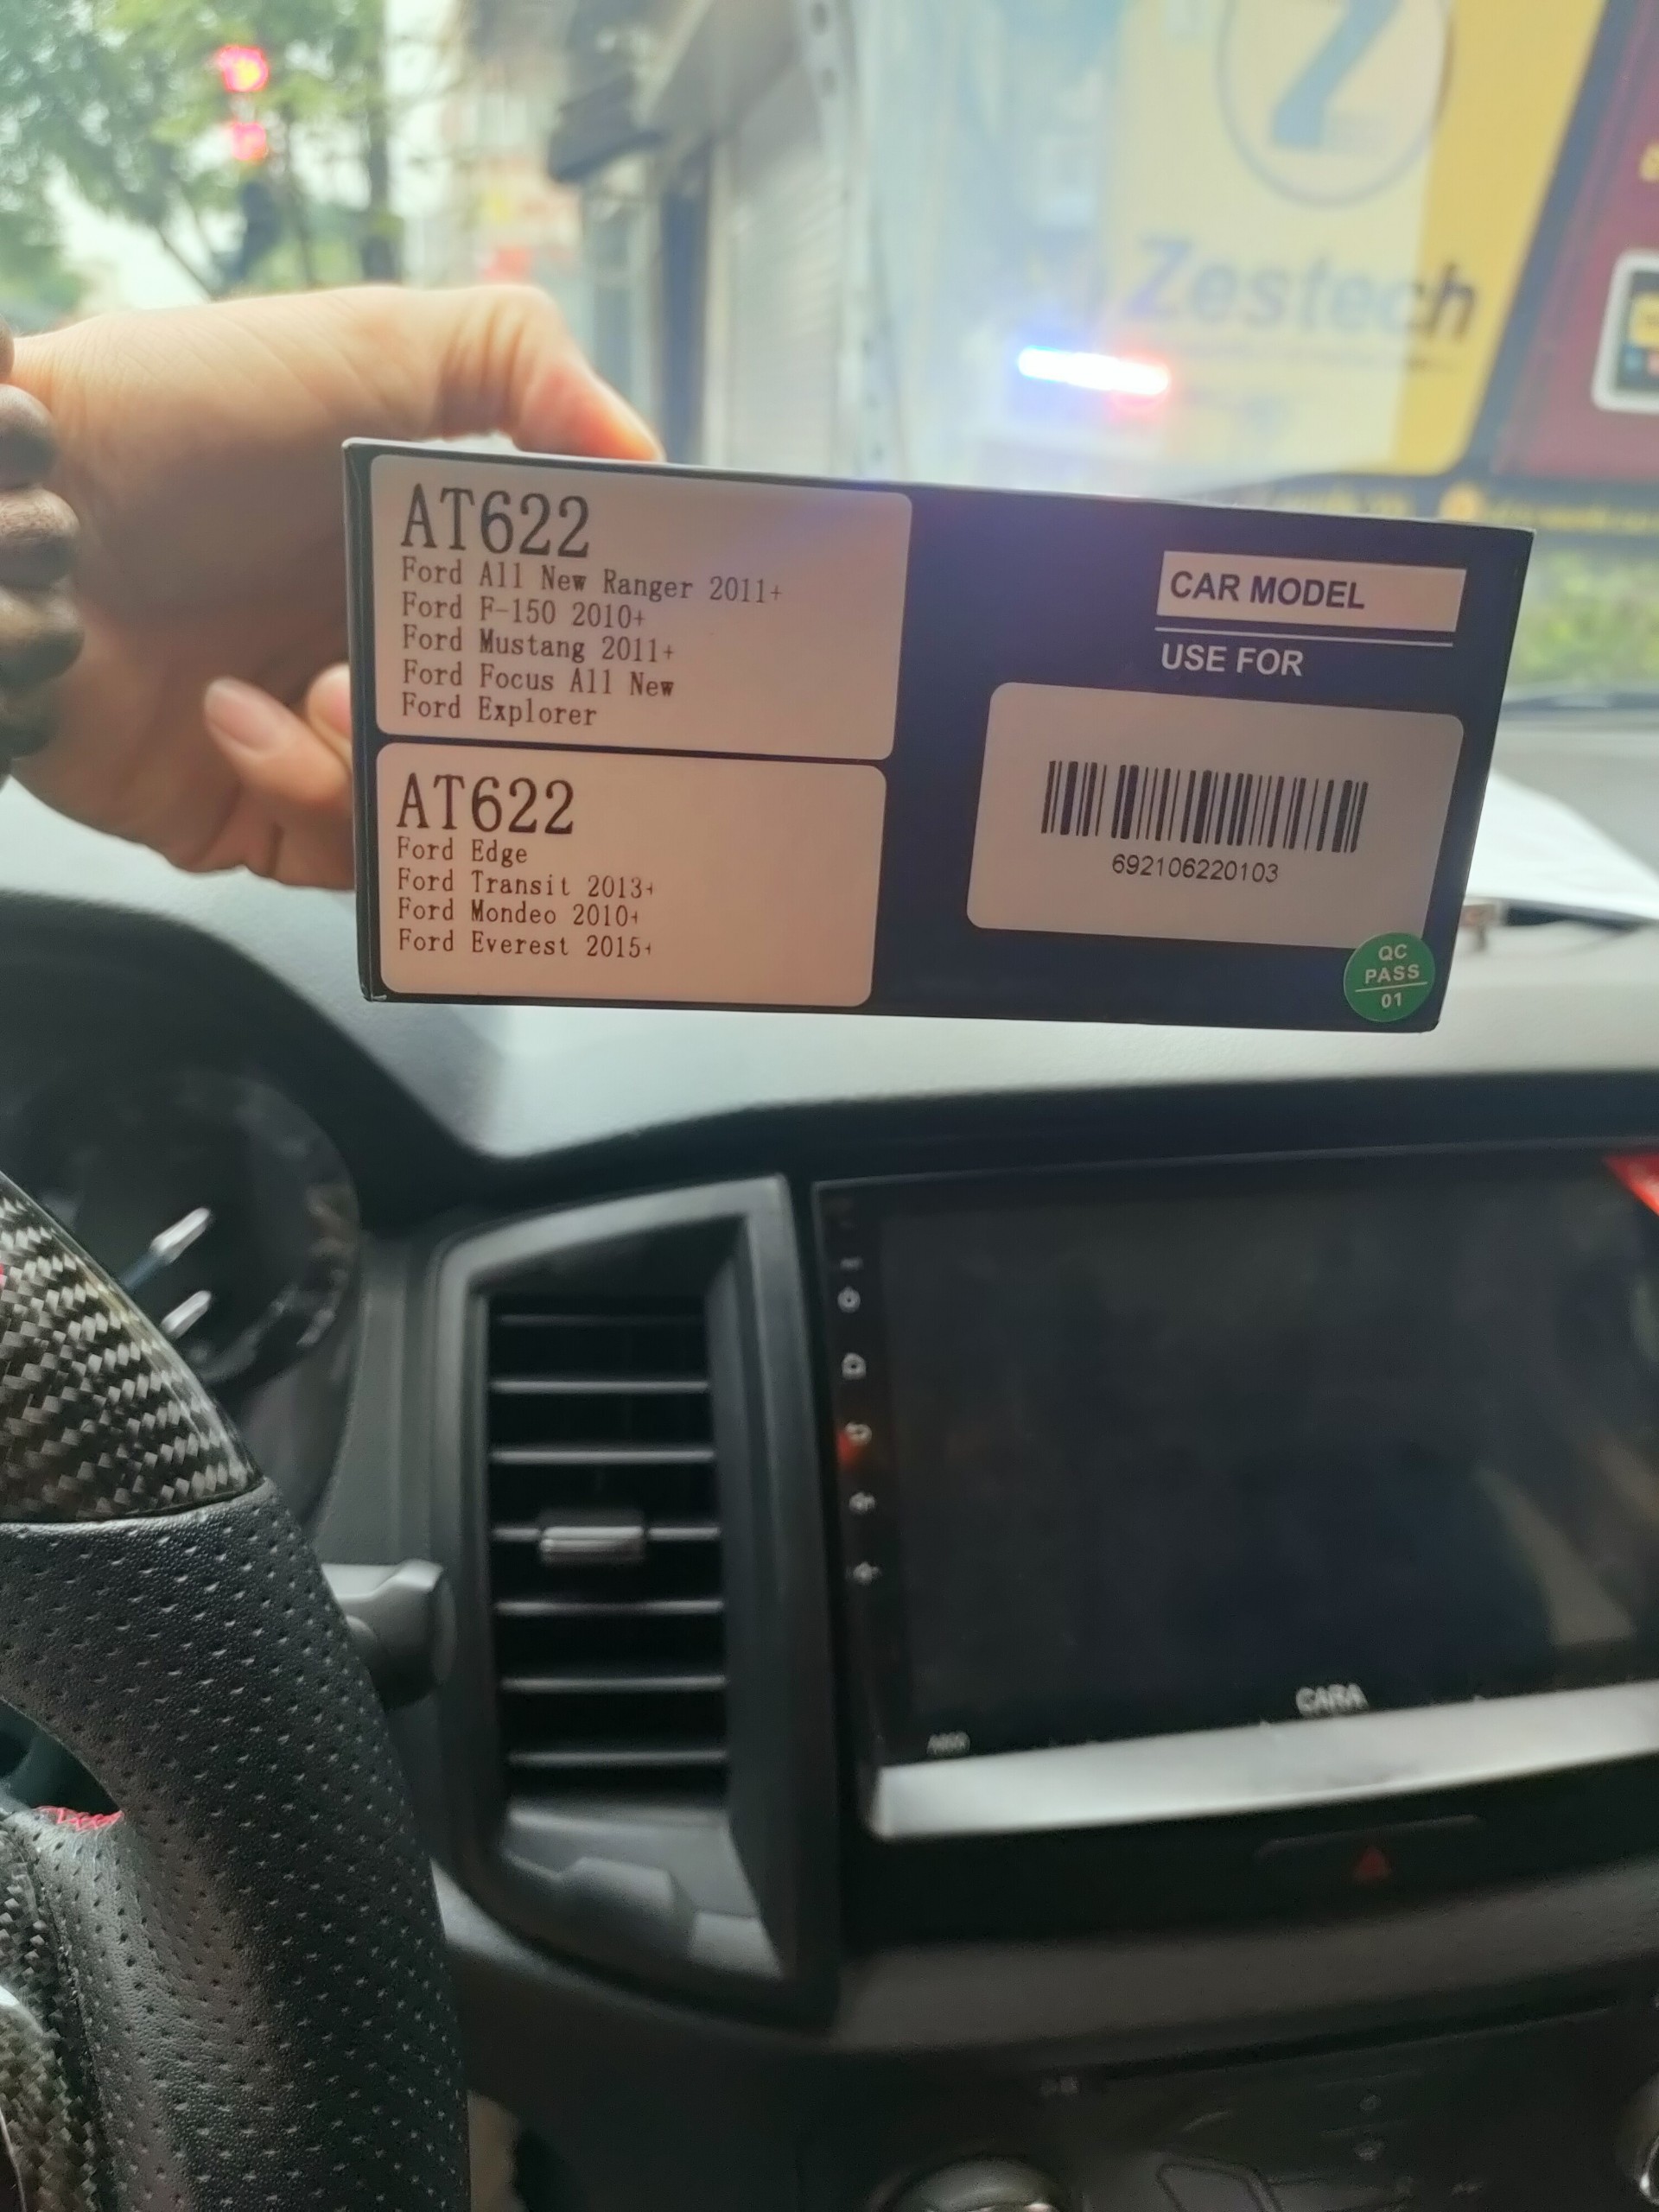 Z
Zestech
AT622
Ford All New Ranger 2011+
Ford F-150 2010+
Ford Mustang 2011+
Ford Focus All New
Ford Explorer
AT622
Ford Edge
Ford Transit 2013+
Ford Mondeo 2010+
Ford Everest 2015+
CAR MODEL
USE FOR
692106220103
QC
PASS
01
CARA